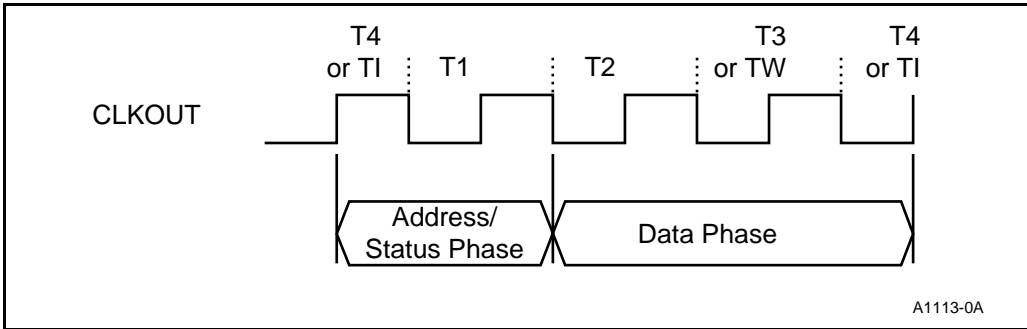 T4
or TI
T1
T2
T3
or TW
T4
or TI
CLKOUT
Address/
Status Phase
Data Phase
A1113-0A